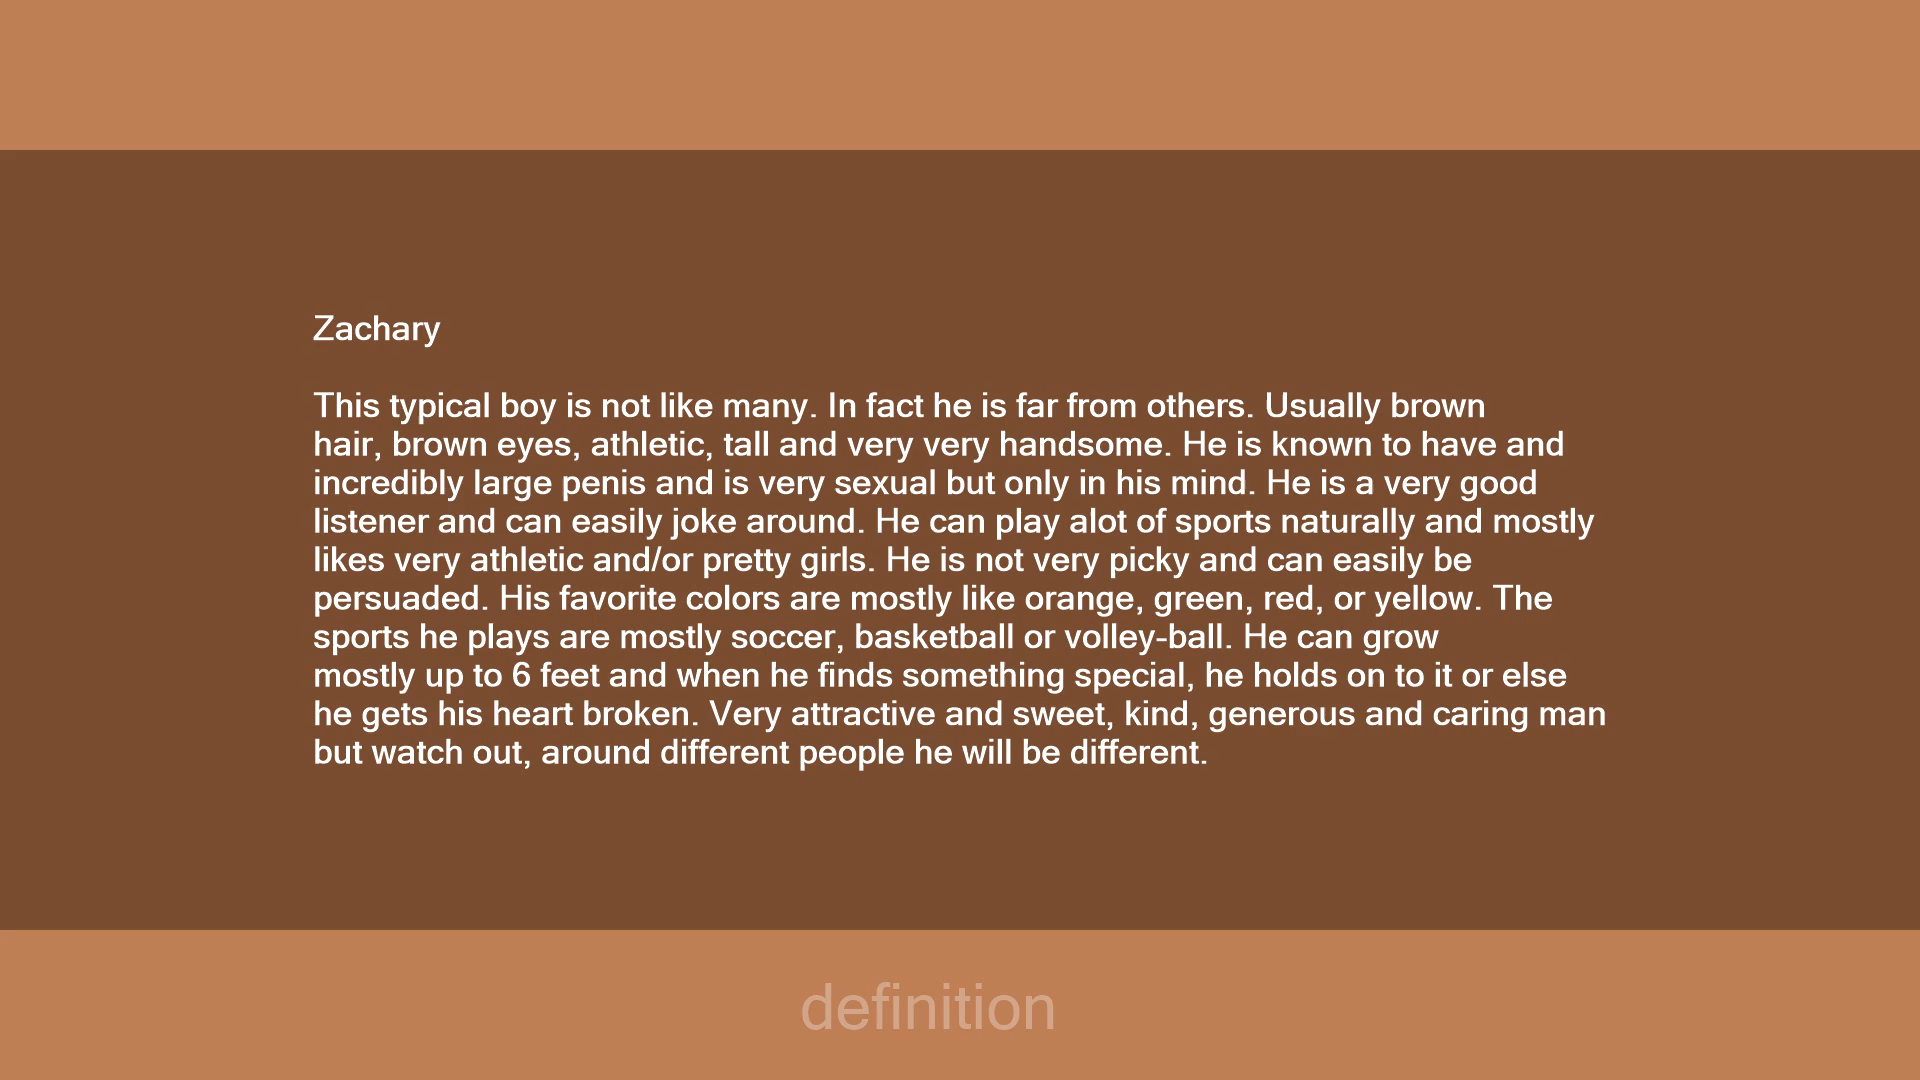 Zachary
This typical boy is not like many. In fact he is far from others. Usually brown
hair, brown eyes, athletic, tall and very very handsome. He is known to have and
incredibly large penis and is very sexual but only in his mind. He is a very good
listener and can easily joke around. He can play alot of sports naturally and mostly
likes very athletic and/or pretty girls. He is not very picky and can easily be
persuaded. His favorite colors are mostly like orange, green, red, or yellow. The
sports he plays are mostly soccer, basketball or volley-ball. He can grow
mostly up to 6 feet and when he finds something special, he holds on to it or else
he gets his heart broken. Very attractive and sweet, kind, generous and caring man
but watch out, around different people he will be different.
definition